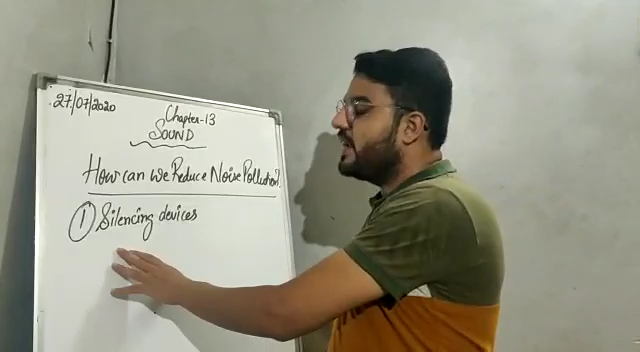 27/07/2020
Chapter-13
SOUND
How can we Reduce Noise Pollution?
① Silencing devices